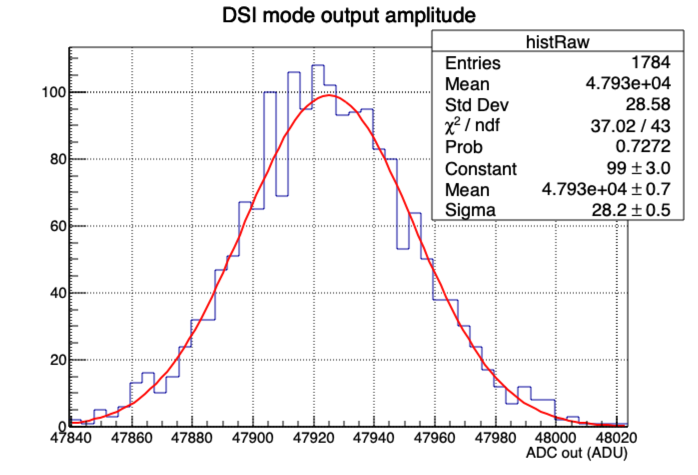 DSI mode output amplitude
histRaw
Entries 1784
Mean 4.793e+04
Std Dev 28.58
χ² / ndf 37.02 / 43
Prob 0.7272
Constant 99 ± 3.0
Mean 4.793e+04 ± 0.7
Sigma 28.2 ± 0.5
100
80
60
40
20
0
47840 47860 47880 47900 47920 47940 47960 47980 48000 48020
ADC out (ADU)